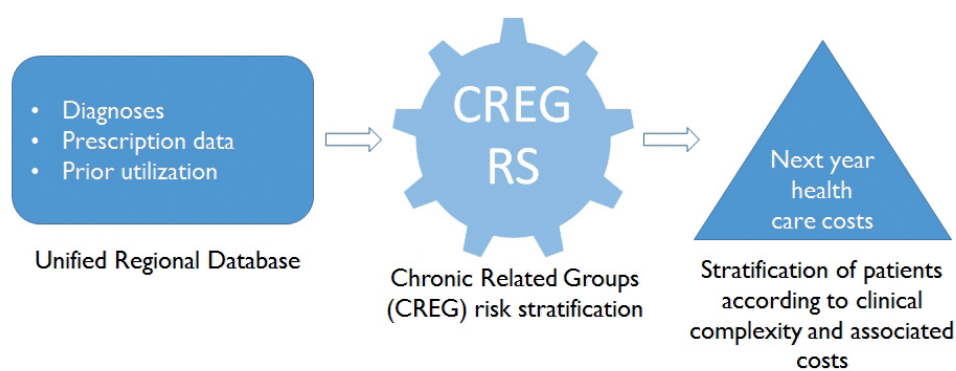 • Diagnoses
• Prescription data
• Prior utilization
Unified Regional Database
CREG
RS
Chronic Related Groups
(CREG) risk stratification
Next year
health
care costs
Stratification of patients
according to clinical
complexity and associated
costs